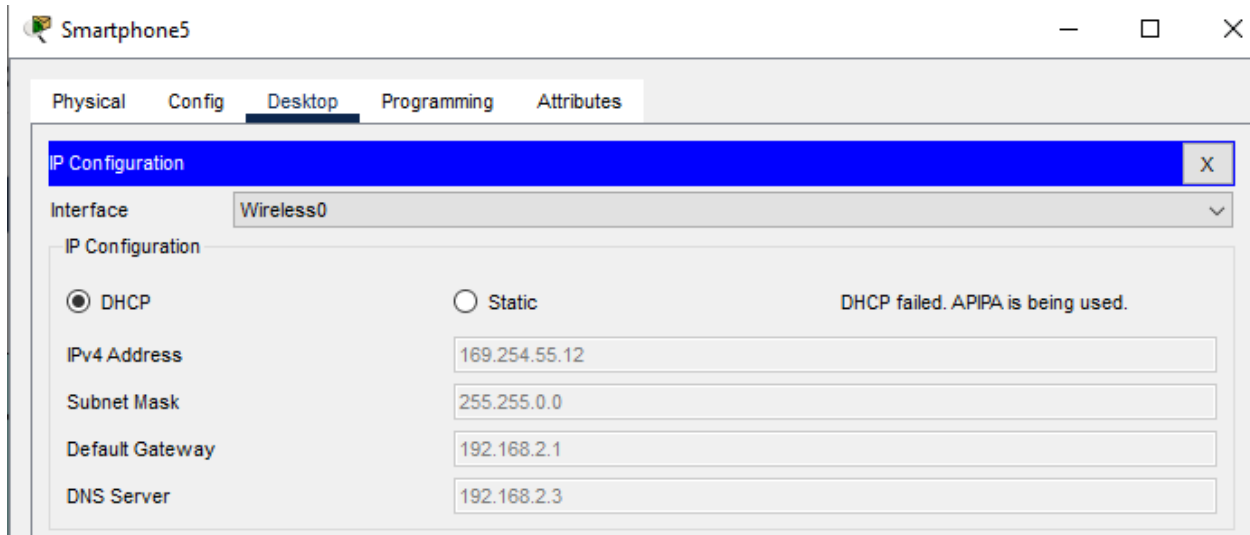 Smartphone5
Physical Config Desktop Programming Attributes
IP Configuration X
Interface Wireless0
IP Configuration
DHCP Static DHCP failed. APIPA is being used.
IPv4 Address 169.254.55.12
Subnet Mask 255.255.0.0
Default Gateway 192.168.2.1
DNS Server 192.168.2.3